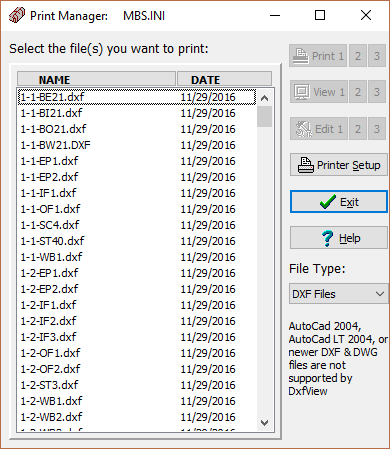 Print Manager: MBS.INI
Select the file(s) you want to print:
NAME DATE
1-1-BE21.dxf 11/29/2016
1-1-BI21.dxf 11/29/2016
1-1-BO21.dxf 11/29/2016
1-1-BW21.DXF 11/29/2016
1-1-EP1.dxf 11/29/2016
1-1-EP2.dxf 11/29/2016
1-1-IF1.dxf 11/29/2016
1-1-OF1.dxf 11/29/2016
1-1-SC4.dxf 11/29/2016
1-1-ST40.dxf 11/29/2016
1-1-WB1.dxf 11/29/2016
1-2-EP1.dxf 11/29/2016
1-2-EP2.dxf 11/29/2016
1-2-IF1.dxf 11/29/2016
1-2-IF2.dxf 11/29/2016
1-2-IF3.dxf 11/29/2016
1-2-OF1.dxf 11/29/2016
1-2-OF2.dxf 11/29/2016
1-2-ST3.dxf 11/29/2016
1-2-WB1.dxf 11/29/2016
1-2-WB2.dxf 11/29/2016
Print 1 2 3
View 1 2 3
Edit 1 2 3
Printer Setup
Exit
Help
File Type:
DXF Files
AutoCad 2004,
AutoCad LT 2004, or
newer DXF & DWG
files are not
supported by
DxfView